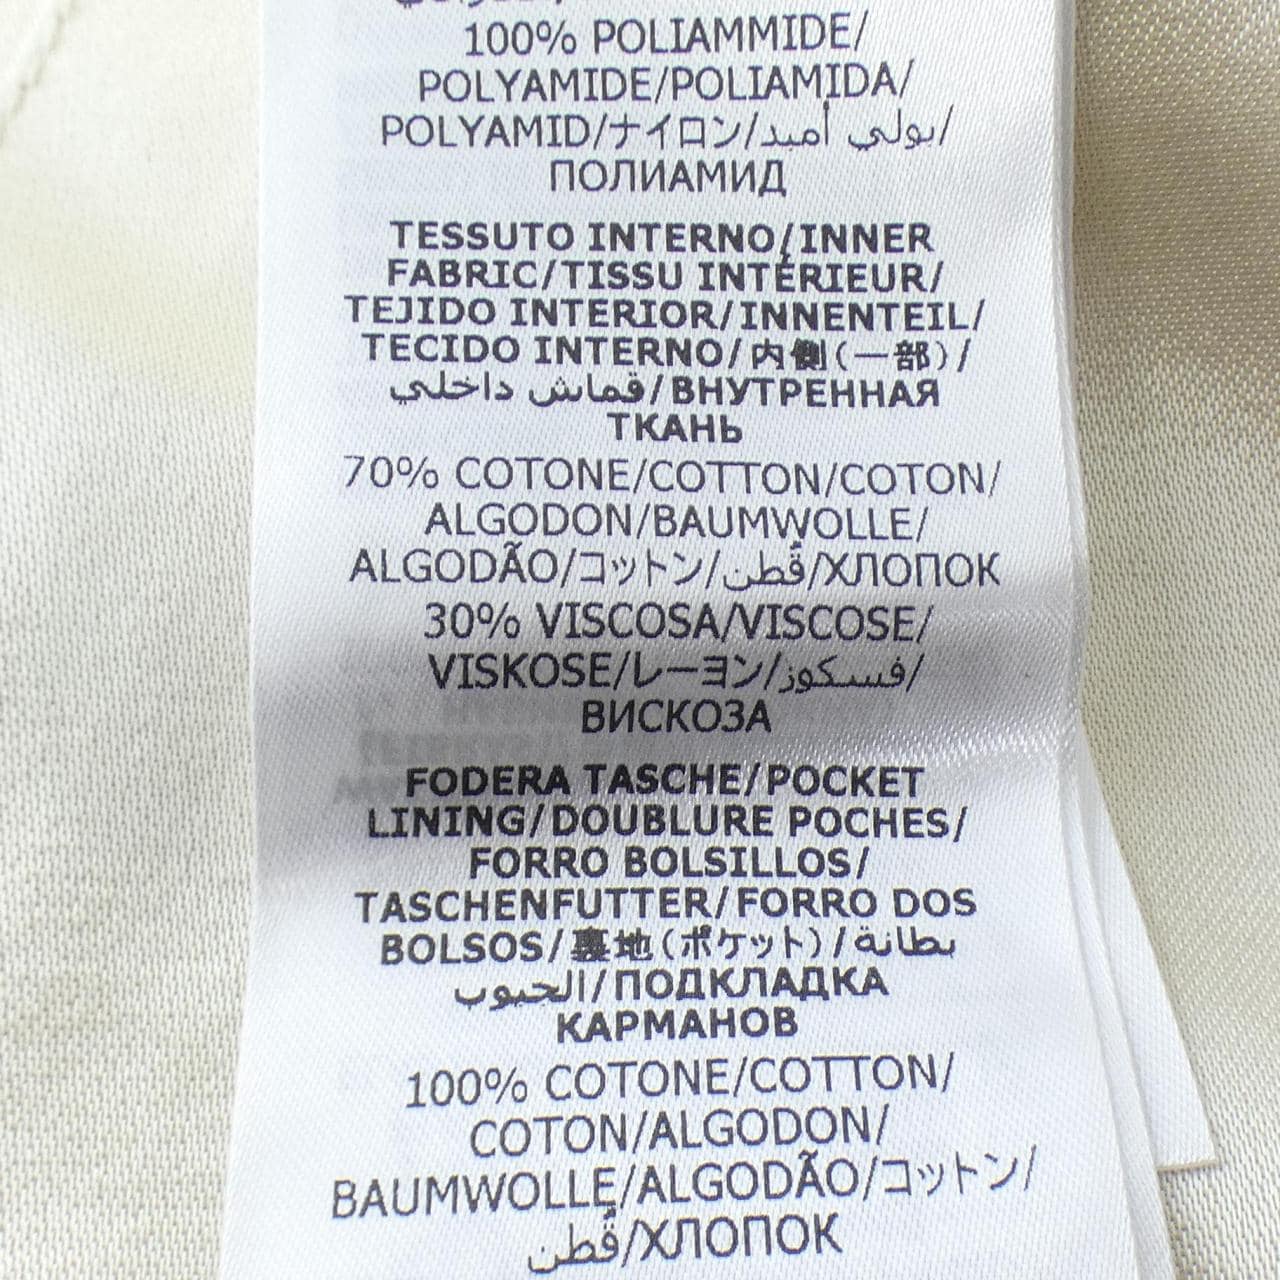 100% POLIAMMIDE/
POLYAMIDE/POLIAMIDA/
POLYAMID/ナイロン/بولي أميد/
ПОЛИАМИД
TESSUTO INTERNO/INNER
FABRIC/TISSU INTÉRIEUR/
TEJIDO INTERIOR/INNENTEIL/
TECIDO INTERNO/内側(一部)/
قماش داخلي/ВНУТРЕННАЯ
ТКАНЬ
70% COTONE/COTTON/COTON/
ALGODON/BAUMWOLLE/
ALGODÃO/コットン/قُطن/ХЛОПОК
30% VISCOSA/VISCOSE/
VISKOSE/レーヨン/فسكوز/
ВИСКОЗА
FODERA TASCHE/POCKET
LINING/DOUBLURE POCHES/
FORRO BOLSILLOS/
TASCHENFUTTER/FORRO DOS
BOLSOS/裏地(ポケット)/بطانة
الجيوب/ПОДКЛАДКА
КАРМАНОВ
100% COTONE/COTTON/
COTON/ALGODON/
BAUMWOLLE/ALGODÃO/コットン/
قُطن/ХЛОПОК